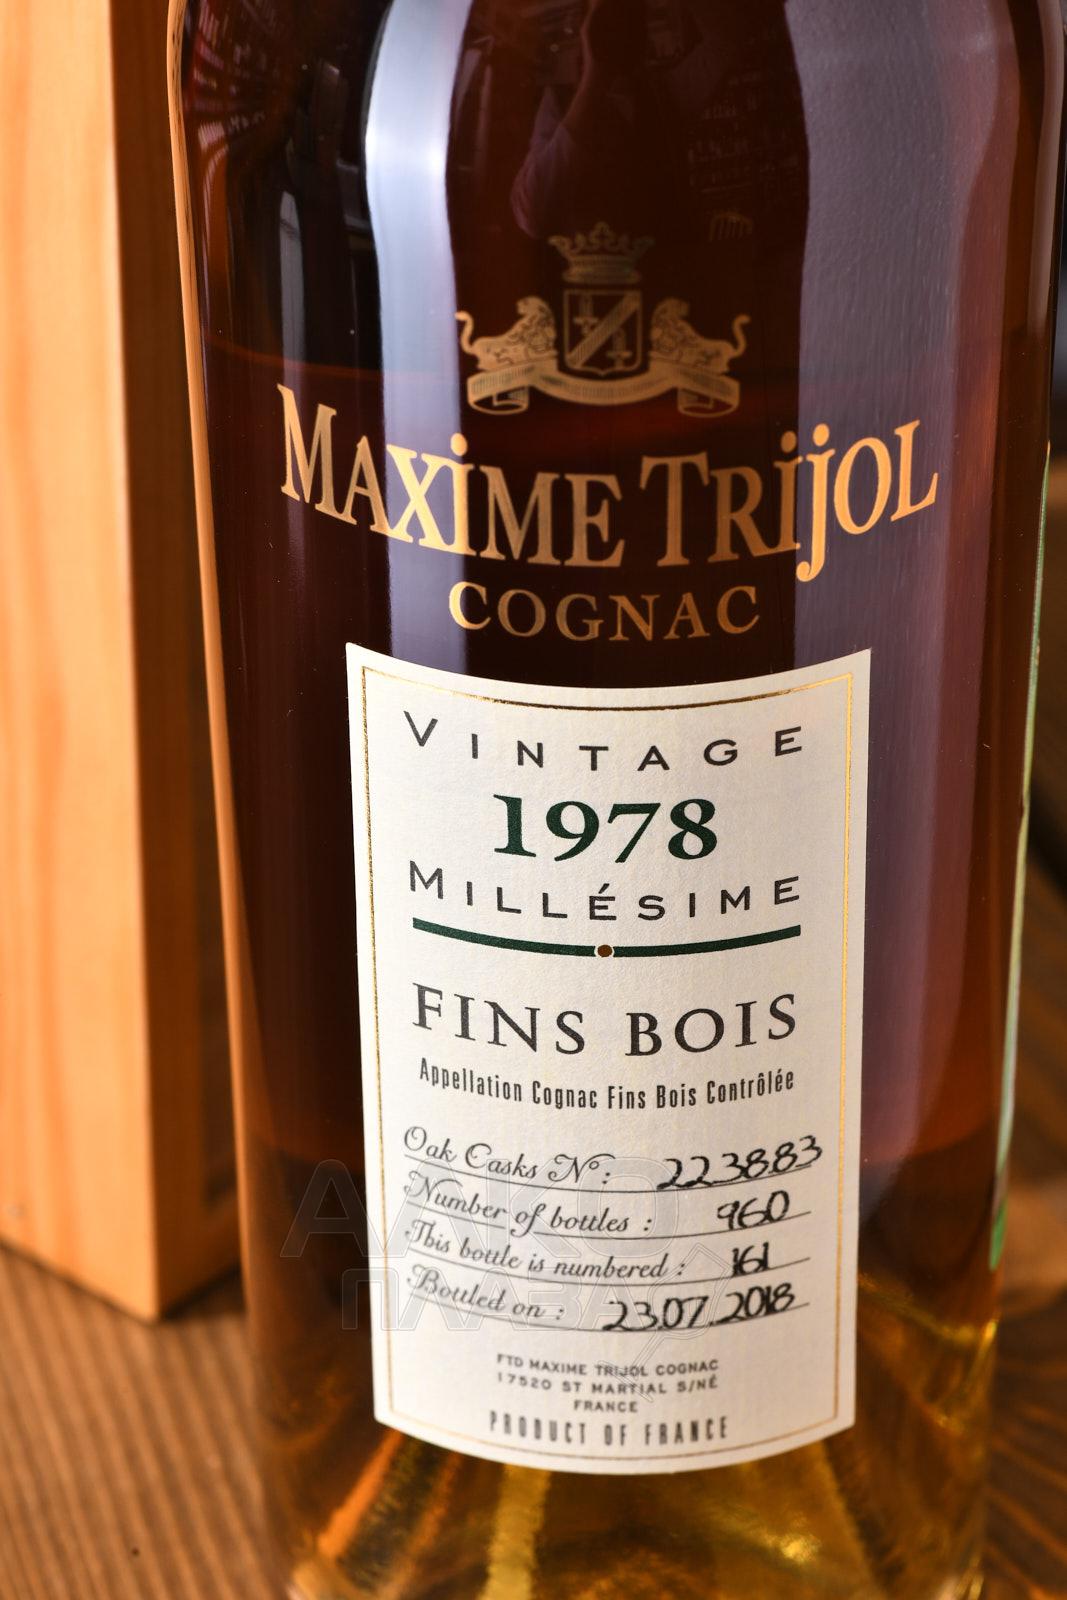 MAXIME TRIJOL
COGNAC
VINTAGE
1978
MILLÉSIME
FINS BOIS
Appellation Cognac Fins Bois Contrôlée
Oak Casks Nº: 223883
Number of bottles : 960
This bottle is numbered : 161
Bottled on : 23.07.2018
FTD MAXIME TRIJOL COGNAC
17520 ST MARTIAL S/NÉ
FRANCE
PRODUCT OF FRANCE